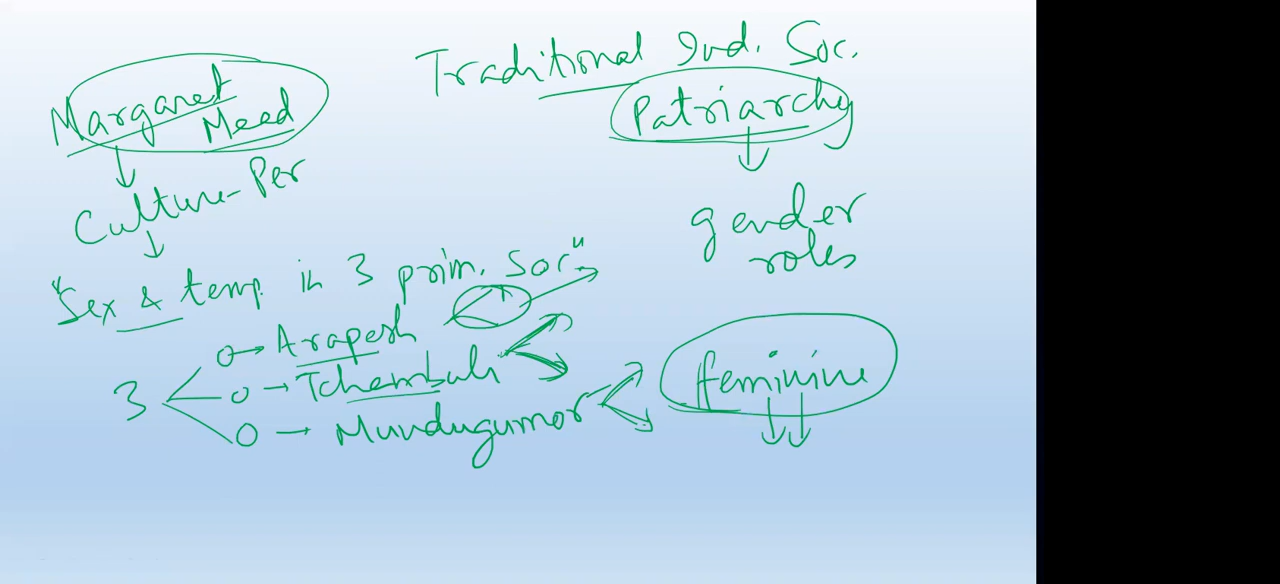 Traditional Ind. Soc.
Patriarchy
gender
roles
Margaret
Mead
Culture-Per
"Sex & temp. in 3 prim. Soc."
3
O → Arapesh
O → Tchembuli
O → Mundugumor
feminine